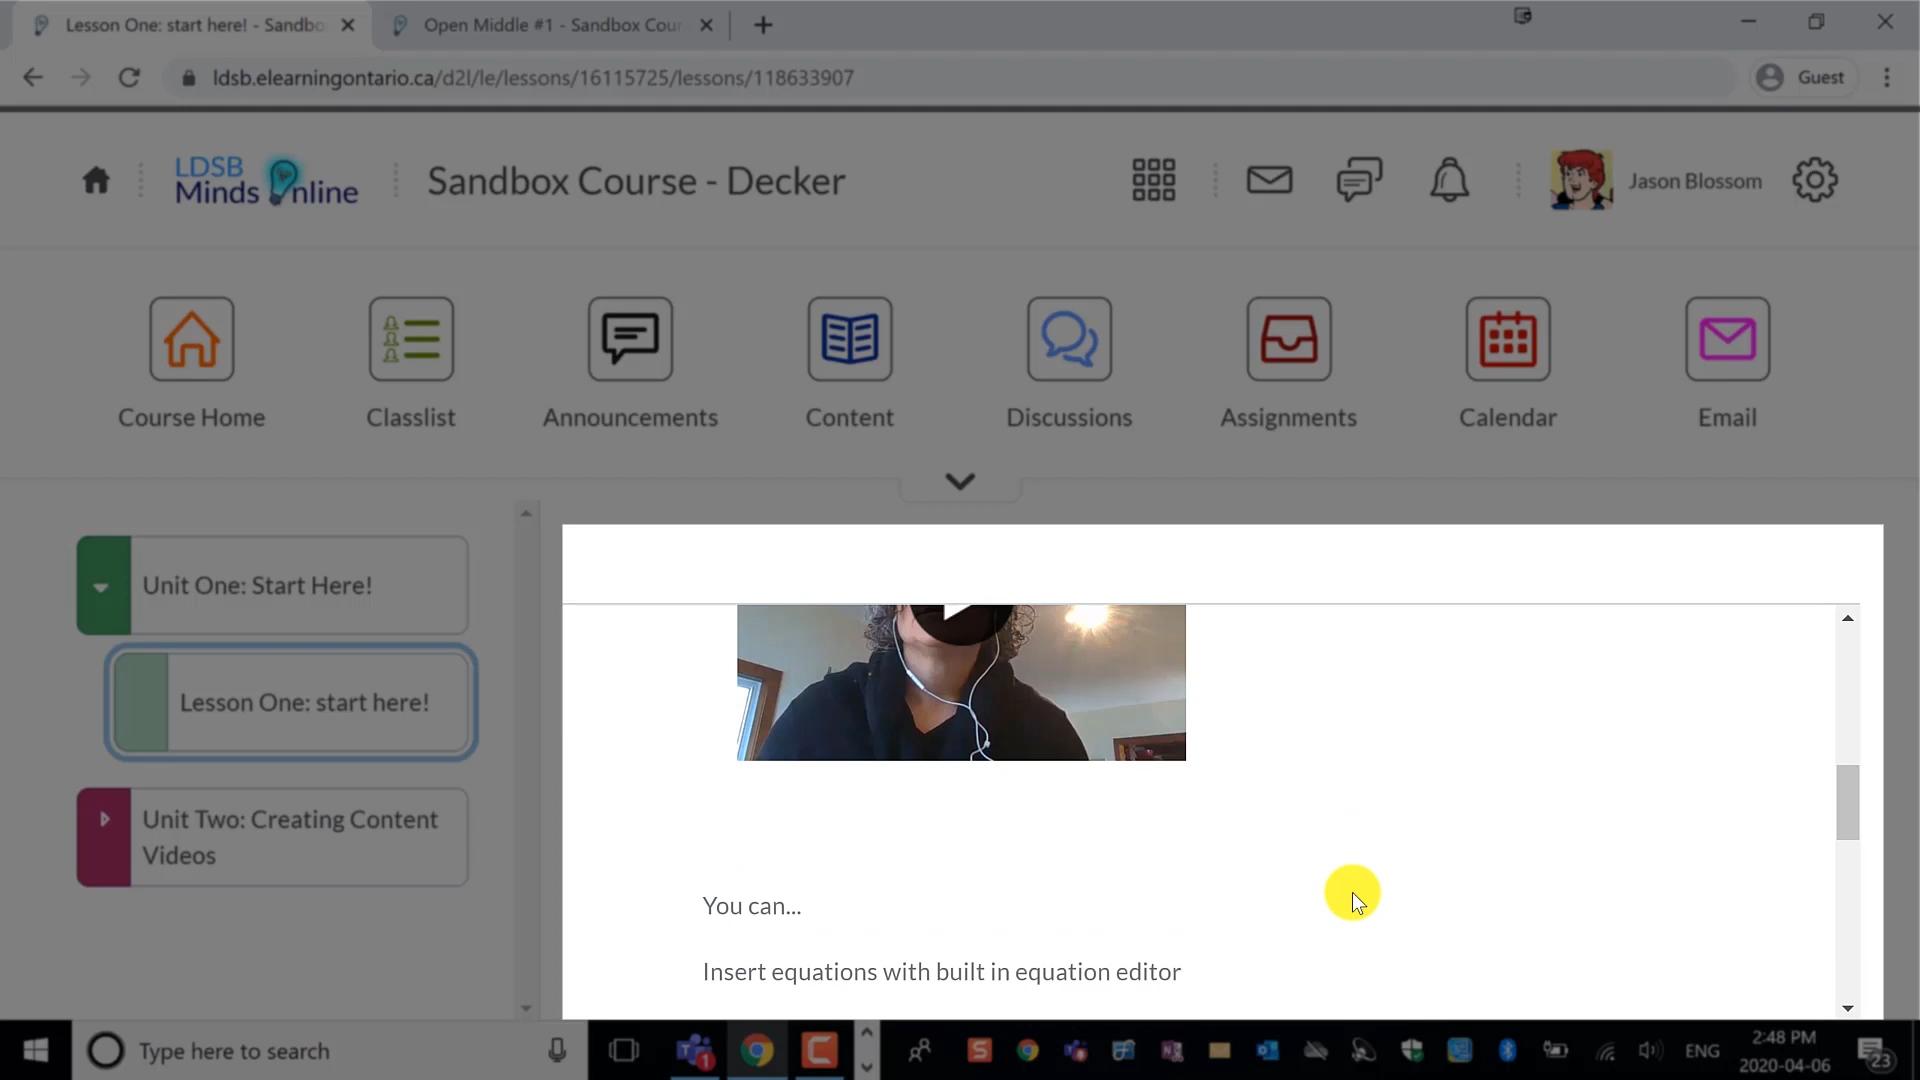 Lesson One: start here! - Sandbo
Open Middle #1 - Sandbox Cour
ldsb.elearningontario.ca/d2l/le/lessons/16115725/lessons/118633907
Guest
LDSB
Minds Online
Sandbox Course - Decker
Jason Blossom
Course Home
Classlist
Announcements
Content
Discussions
Assignments
Calendar
Email
Unit One: Start Here!
Lesson One: start here!
Unit Two: Creating Content
Videos
You can...
Insert equations with built in equation editor
Type here to search
1
ENG
2:48 PM
2020-04-06
23